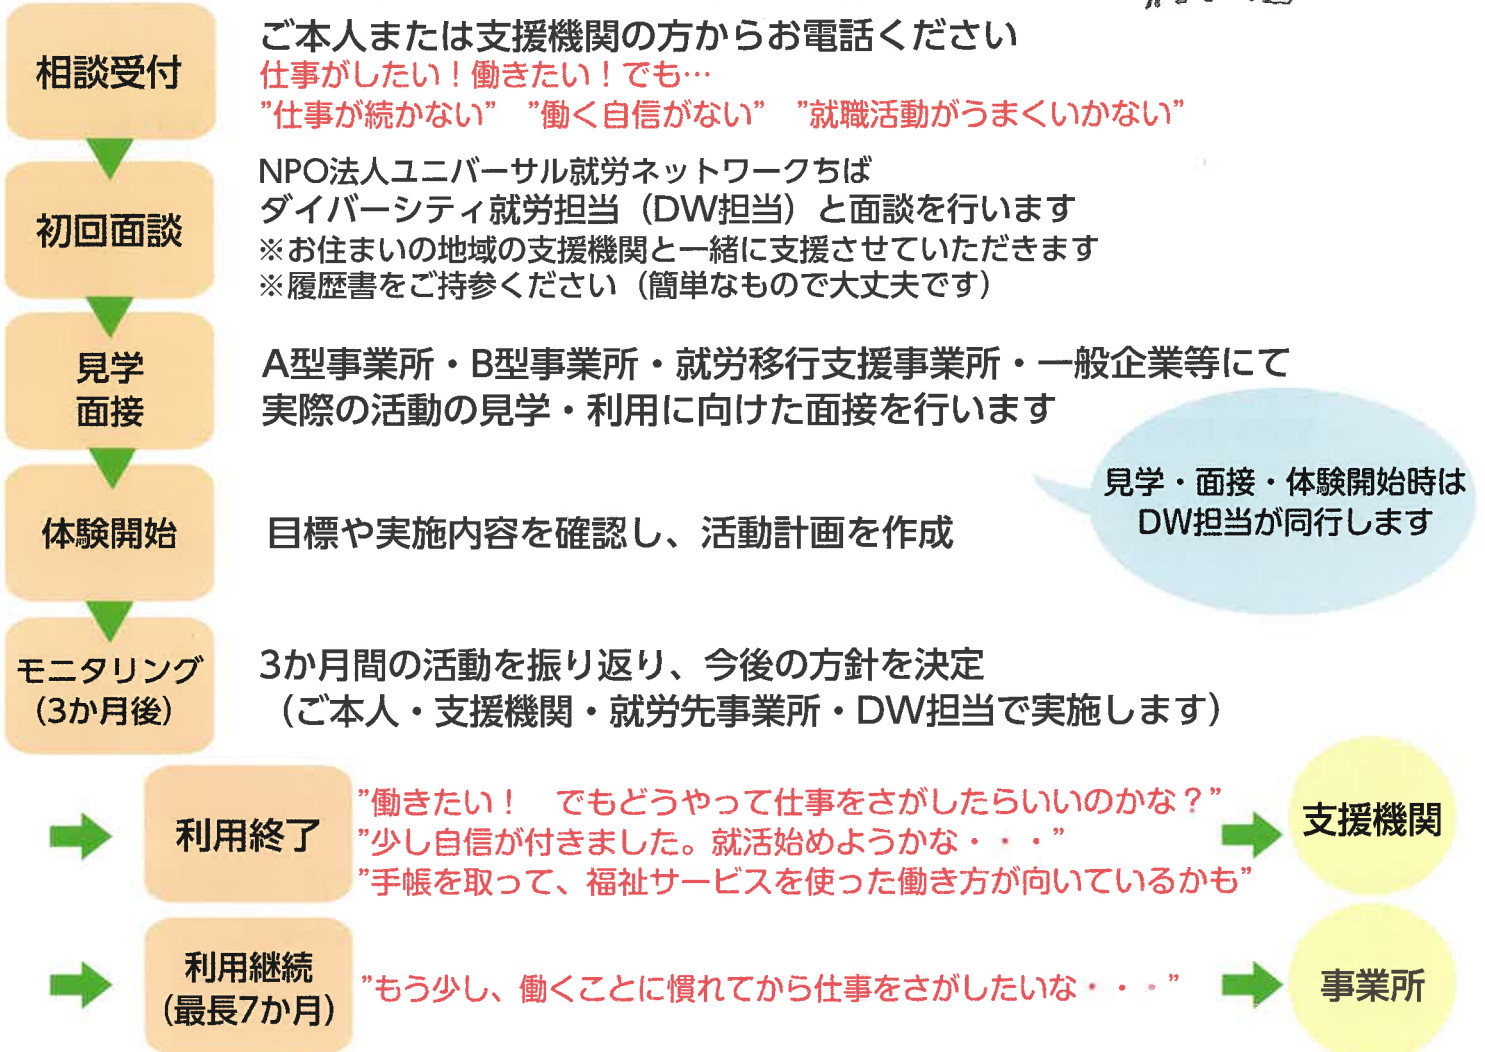 相談受付
ご本人または支援機関の方からお電話ください
仕事がしたい！働きたい！でも…
”仕事が続かない” ”働く自信がない” ”就職活動がうまくいかない”
初回面談
NPO法人ユニバーサル就労ネットワークちば
ダイバーシティ就労担当（DW担当）と面談を行います
※お住まいの地域の支援機関と一緒に支援させていただきます
※履歴書をご持参ください（簡単なもので大丈夫です）
見学
面接
A型事業所・B型事業所・就労移行支援事業所・一般企業等にて
実際の活動の見学・利用に向けた面接を行います
見学・面接・体験開始時は
DW担当が同行します
体験開始
目標や実施内容を確認し、活動計画を作成
モニタリング
(3か月後)
3か月間の活動を振り返り、今後の方針を決定
（ご本人・支援機関・就労先事業所・DW担当で実施します）
利用終了
”働きたい！　でもどうやって仕事をさがしたらいいのかな？”
”少し自信が付きました。就活始めようかな・・・”
”手帳を取って、福祉サービスを使った働き方が向いているかも”
支援機関
利用継続
(最長7か月)
”もう少し、働くことに慣れてから仕事をさがしたいな・・・”
事業所